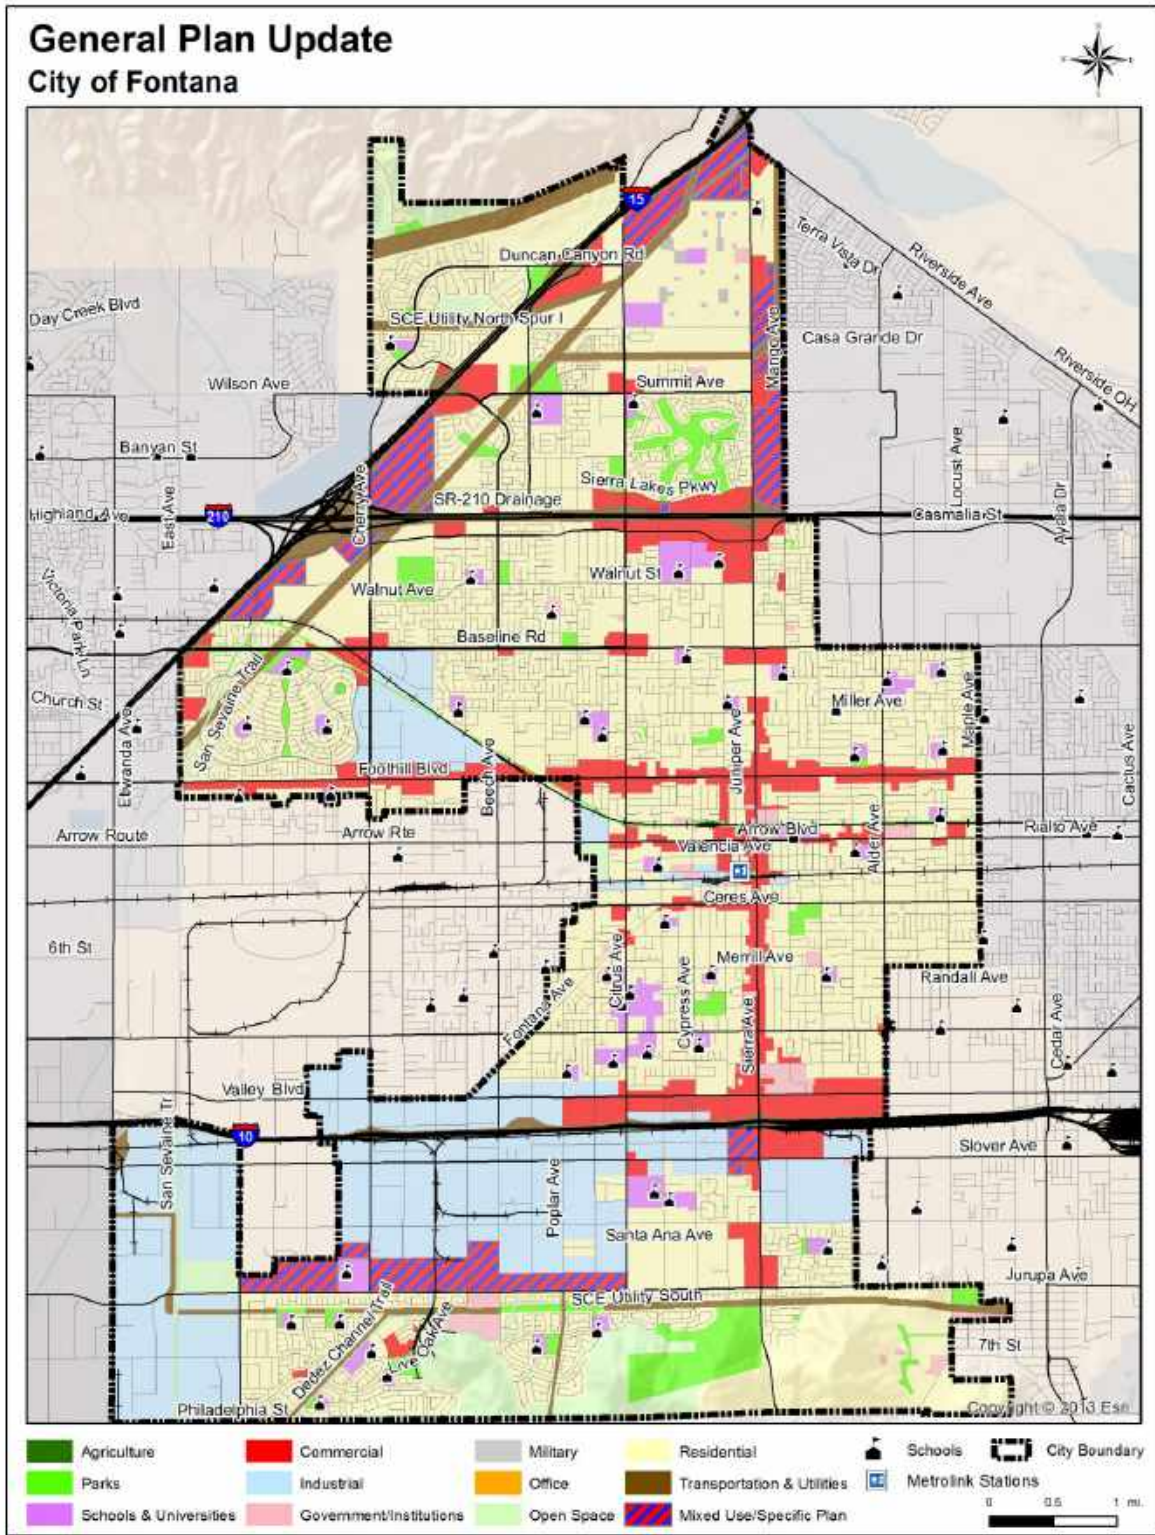 General Plan Update
City of Fontana
15
Terra Vista Dr
Riverside Ave
Duncan Canyon Rd
Day Creek Blvd
SCE Utility North Spur I
Mango Ave
Casa Grande Dr
Riverside OH
Wilson Ave
Summit Ave
Banyan St
Locust Ave
Sierra Lakes Pkwy
Cherry Ave
SR-210 Drainage
East Ave
Ayala Dr
Highland Ave
210
Casmalia St
Victoria Park Ln
Walnut St
Walnut Ave
Baseline Rd
San Sevaine Trail
Church St
Miller Ave
Maple Ave
Etiwanda Ave
Juniper Ave
Cactus Ave
Foothill Blvd
Beech Ave
Arrow Route
Arrow Rte
Arrow Blvd
Alder Ave
Rialto Ave
Valencia Ave
Ceres Ave
6th St
Citrus Ave
Merrill Ave
Cypress Ave
Randall Ave
Fontana Ave
Sierra Ave
Cedar Ave
Valley Blvd
San Sevaine Tr
10
Slover Ave
Poplar Ave
Santa Ana Ave
Jurupa Ave
SCE Utility South
Dedez Channel Trail
Live Oak Ave
7th St
Philadelphia St
Copyright © 2013 Esri
Agriculture
Commercial
Military
Residential
Schools
City Boundary
Parks
Industrial
Office
Transportation & Utilities
Metrolink Stations
Schools & Universities
Government/Institutions
Open Space
Mixed Use/Specific Plan
0 0.5 1 mi.